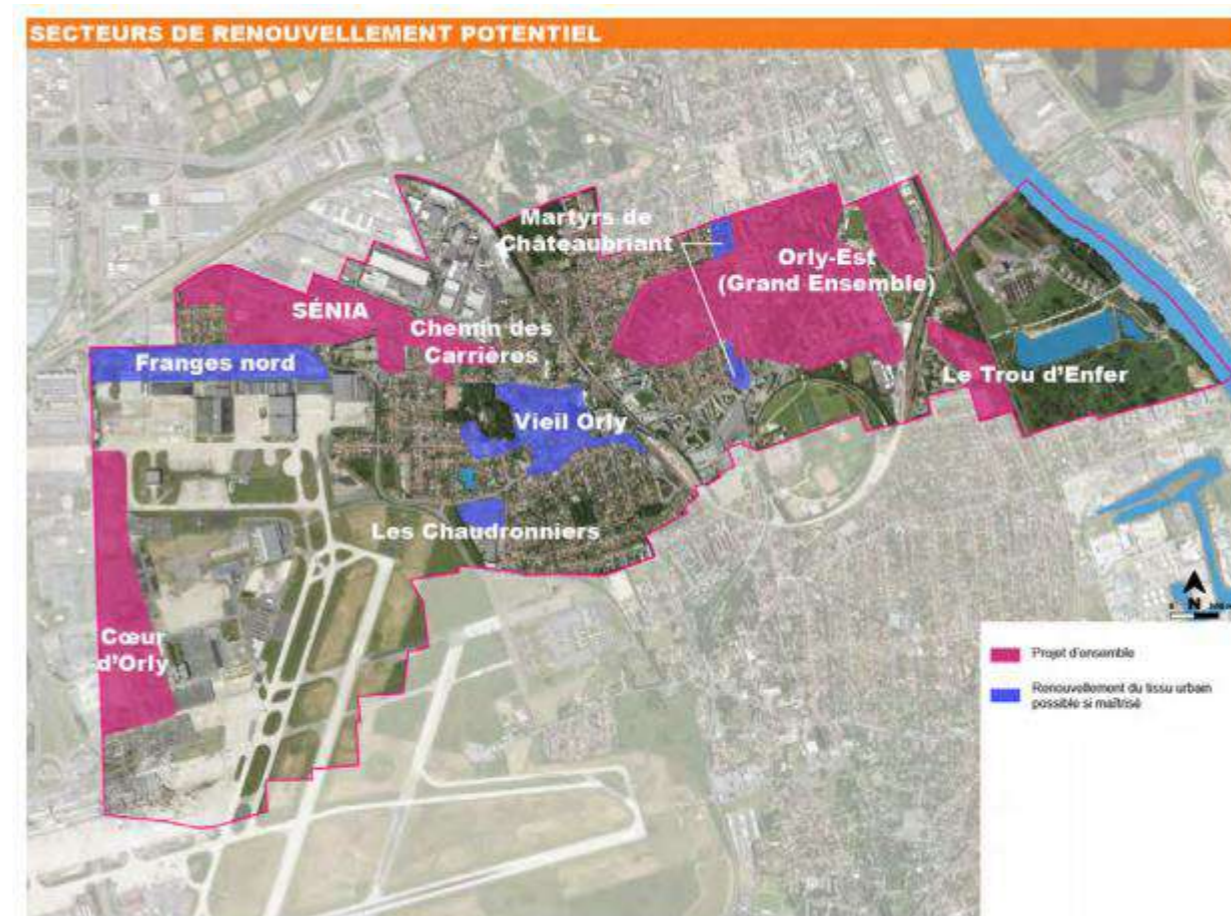 SECTEURS DE RENOUVELLEMENT POTENTIEL
Martyrs de
Châteaubriant
Orly-Est
(Grand Ensemble)
SÉNIA
Chemin des
Carrières
Franges nord
Le Trou d'Enfer
Vieil Orly
Les Chaudronniers
Cœur
d'Orly
N
Projet d'ensemble
Renouvellement du tissu urbain
possible si maîtrisé